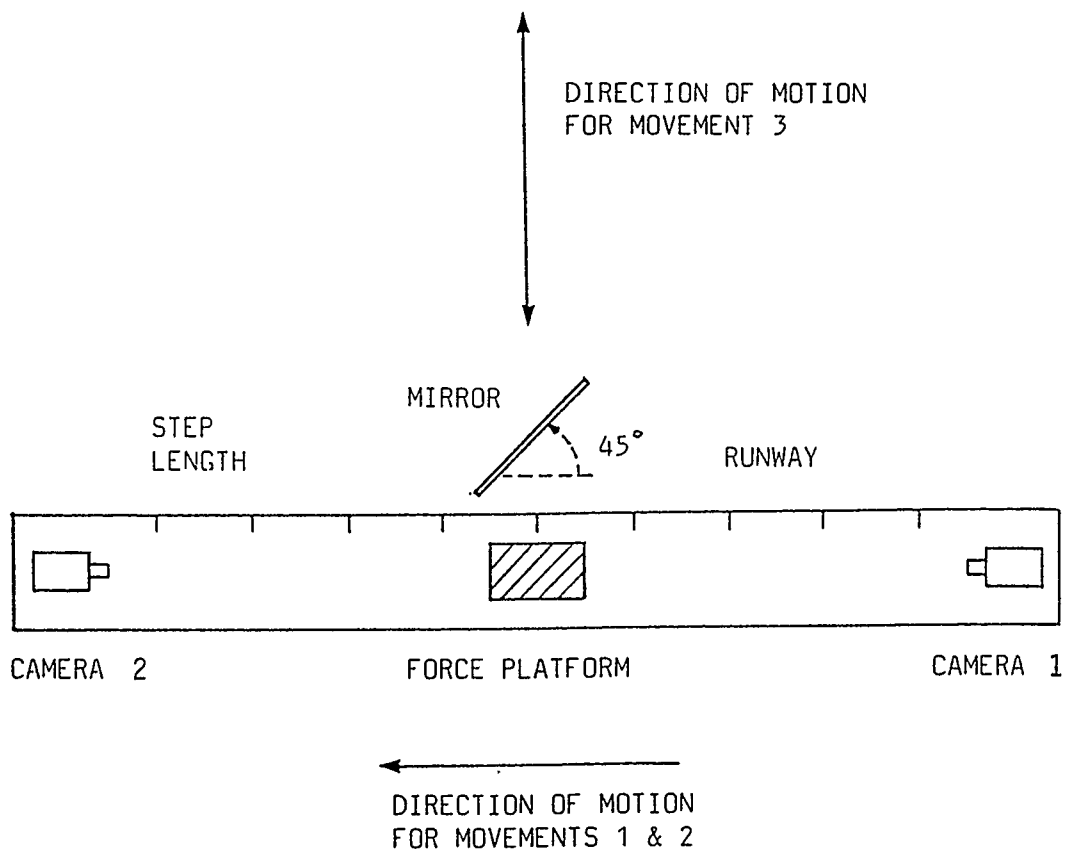 DIRECTION OF MOTION
FOR MOVEMENT 3
MIRROR
STEP
LENGTH
45°
RUNWAY
CAMERA 2
FORCE PLATFORM
CAMERA 1
DIRECTION OF MOTION
FOR MOVEMENTS 1 & 2